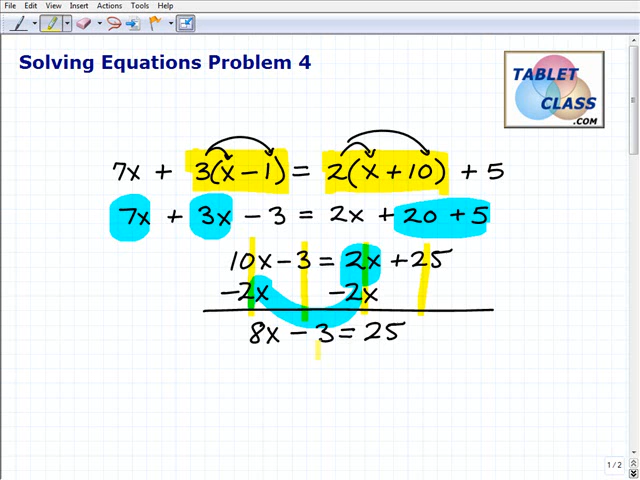 File Edit View Insert Actions Tools Help
Solving Equations Problem 4
TABLET
CLASS
.COM
7x + 3(x − 1) = 2(x + 10) + 5
7x + 3x − 3 = 2x + 20 + 5
10x − 3 = 2x + 25
−2x −2x
8x − 3 = 25
1/2